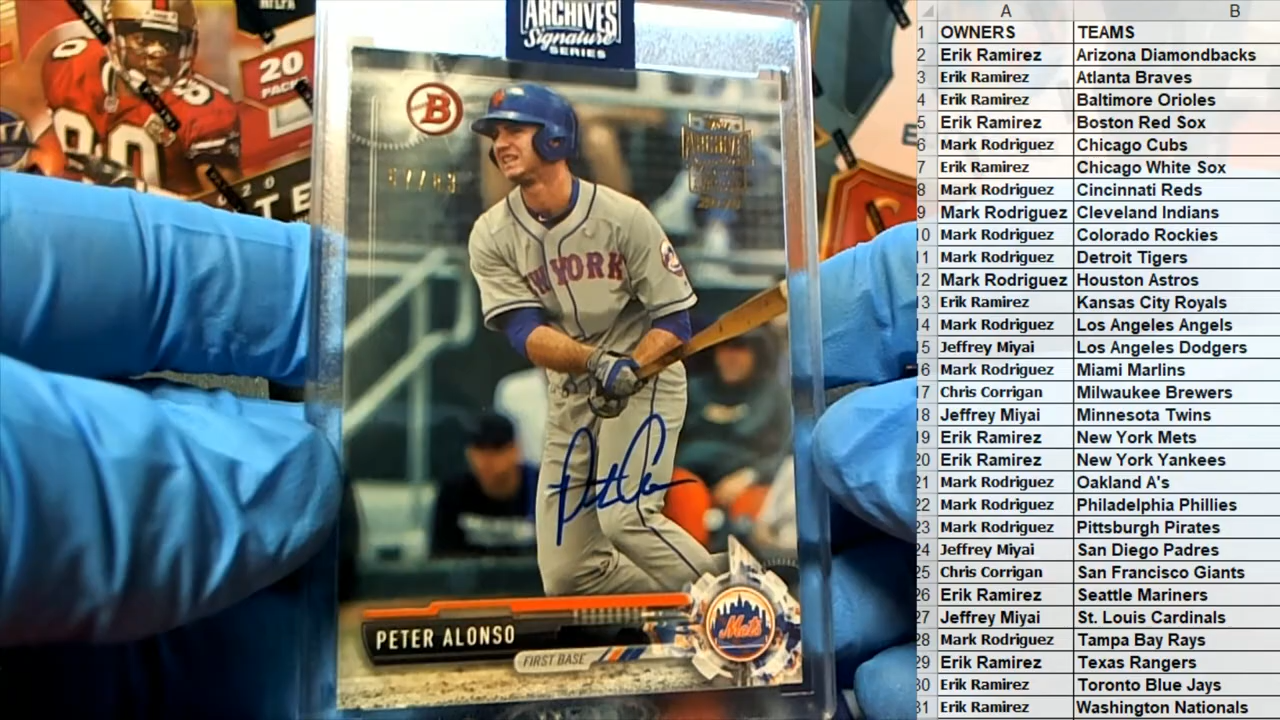 ARCHIVES
Signature
SERIES
20
B
ARCHIVES
NEW YORK
Mets
PETER ALONSO
FIRST BASE
A B
1 OWNERS TEAMS
2 Erik Ramirez Arizona Diamondbacks
3 Erik Ramirez Atlanta Braves
4 Erik Ramirez Baltimore Orioles
5 Erik Ramirez Boston Red Sox
6 Mark Rodriguez Chicago Cubs
7 Erik Ramirez Chicago White Sox
8 Mark Rodriguez Cincinnati Reds
9 Mark Rodriguez Cleveland Indians
10 Mark Rodriguez Colorado Rockies
11 Mark Rodriguez Detroit Tigers
12 Mark Rodriguez Houston Astros
13 Erik Ramirez Kansas City Royals
14 Mark Rodriguez Los Angeles Angels
15 Jeffrey Miyai Los Angeles Dodgers
16 Mark Rodriguez Miami Marlins
17 Chris Corrigan Milwaukee Brewers
18 Jeffrey Miyai Minnesota Twins
19 Erik Ramirez New York Mets
20 Erik Ramirez New York Yankees
21 Mark Rodriguez Oakland A's
22 Mark Rodriguez Philadelphia Phillies
23 Mark Rodriguez Pittsburgh Pirates
24 Jeffrey Miyai San Diego Padres
25 Chris Corrigan San Francisco Giants
26 Erik Ramirez Seattle Mariners
27 Jeffrey Miyai St. Louis Cardinals
28 Mark Rodriguez Tampa Bay Rays
29 Erik Ramirez Texas Rangers
30 Erik Ramirez Toronto Blue Jays
31 Erik Ramirez Washington Nationals